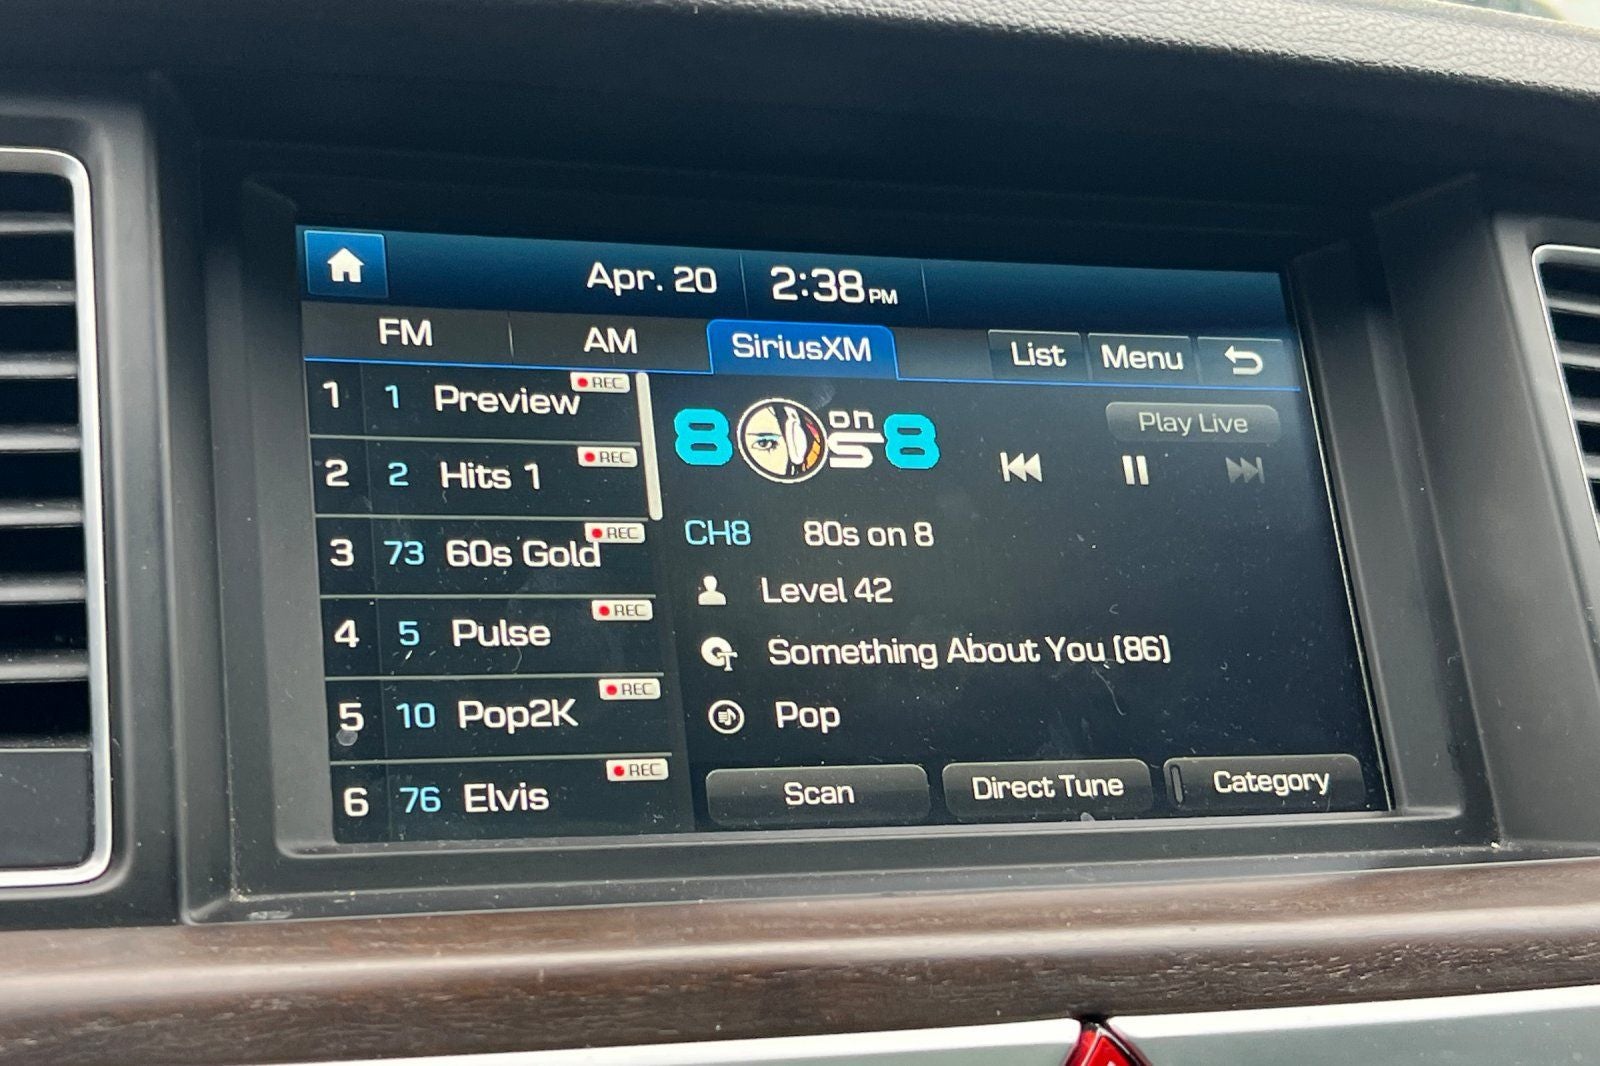 Apr. 20 2:38 PM
FM AM SiriusXM List Menu
1 1 Preview REC
2 2 Hits 1 REC
3 73 60s Gold REC
4 5 Pulse REC
5 10 Pop2K REC
6 76 Elvis REC
80s on 8
Play Live
CH8 80s on 8
Level 42
Something About You (86)
Pop
Scan Direct Tune Category